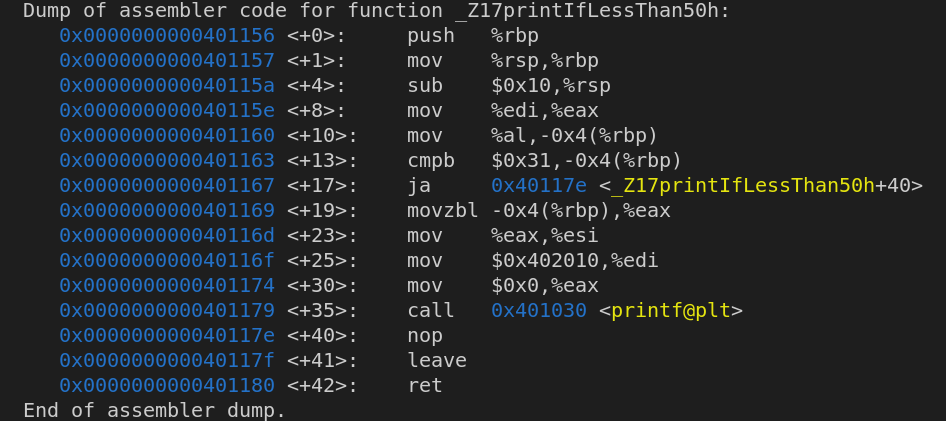 Dump of assembler code for function _Z17printIfLessThan50h:
   0x0000000000401156 <+0>:     push   %rbp
   0x0000000000401157 <+1>:     mov    %rsp,%rbp
   0x000000000040115a <+4>:     sub    $0x10,%rsp
   0x000000000040115e <+8>:     mov    %edi,%eax
   0x0000000000401160 <+10>:    mov    %al,-0x4(%rbp)
   0x0000000000401163 <+13>:    cmpb   $0x31,-0x4(%rbp)
   0x0000000000401167 <+17>:    ja     0x40117e <_Z17printIfLessThan50h+40>
   0x0000000000401169 <+19>:    movzbl -0x4(%rbp),%eax
   0x000000000040116d <+23>:    mov    %eax,%esi
   0x000000000040116f <+25>:    mov    $0x402010,%edi
   0x0000000000401174 <+30>:    mov    $0x0,%eax
   0x0000000000401179 <+35>:    call   0x401030 <printf@plt>
   0x000000000040117e <+40>:    nop
   0x000000000040117f <+41>:    leave
   0x0000000000401180 <+42>:    ret
End of assembler dump.